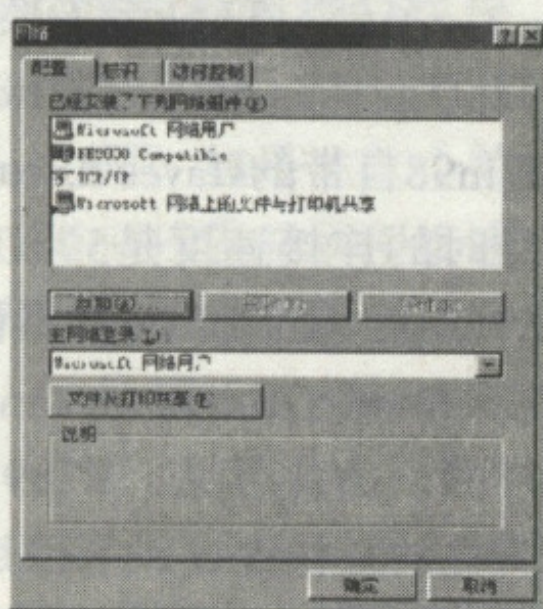 网络
配置 标识 访问控制
已经安装了下列网络组件(N)
Microsoft 网络用户
NE2000 Compatible
TCP/IP
Microsoft 网络上的文件与打印机共享
添加(A)...
主网络登录(L):
Microsoft 网络用户
文件及打印共享(F)
说明
确定 取消